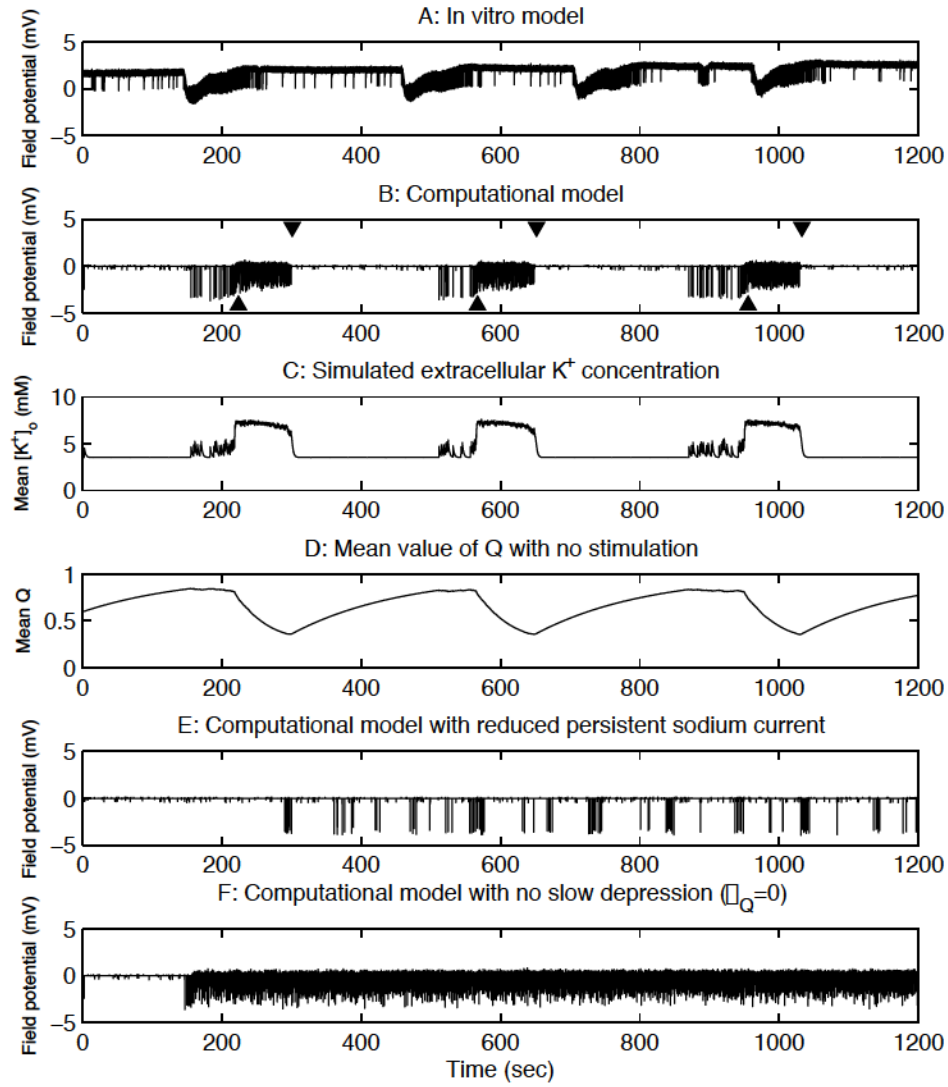 A: In vitro model
Field potential (mV)
5
0
−5
0 200 400 600 800 1000 1200
B: Computational model
Field potential (mV)
5
0
−5
0 200 400 600 800 1000 1200
C: Simulated extracellular K+ concentration
Mean [K+]o (mM)
10
5
0
0 200 400 600 800 1000 1200
D: Mean value of Q with no stimulation
Mean Q
1
0.5
0
0 200 400 600 800 1000 1200
E: Computational model with reduced persistent sodium current
Field potential (mV)
5
0
−5
0 200 400 600 800 1000 1200
F: Computational model with no slow depression (□_Q=0)
Field potential (mV)
5
0
−5
0 200 400 600 800 1000 1200
Time (sec)